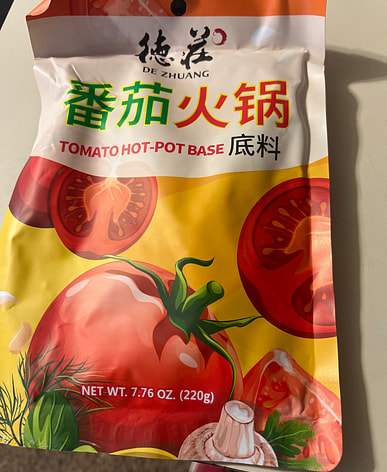 德莊
DE ZHUANG
番茄火锅
TOMATO HOT-POT BASE 底料
NET WT. 7.76 OZ. (220g)